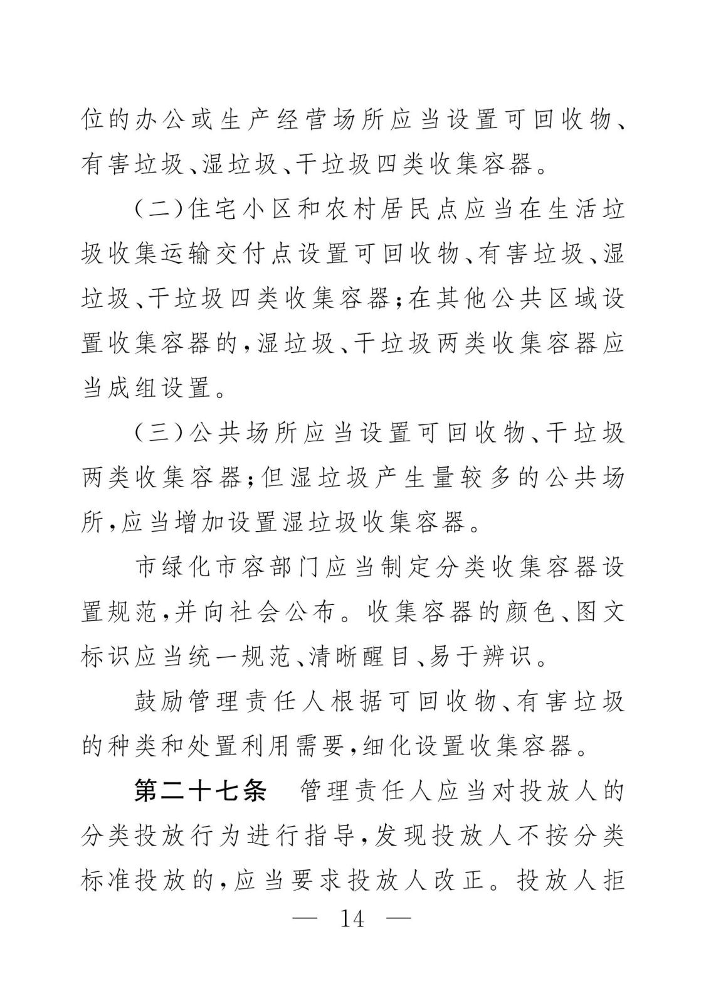 位的办公或生产经营场所应当设置可回收物、
有害垃圾、湿垃圾、干垃圾四类收集容器。
(二)住宅小区和农村居民点应当在生活垃
圾收集运输交付点设置可回收物、有害垃圾、湿
垃圾、干垃圾四类收集容器;在其他公共区域设
置收集容器的,湿垃圾、干垃圾两类收集容器应
当成组设置。
(三)公共场所应当设置可回收物、干垃圾
两类收集容器;但湿垃圾产生量较多的公共场
所,应当增加设置湿垃圾收集容器。
市绿化市容部门应当制定分类收集容器设
置规范,并向社会公布。收集容器的颜色、图文
标识应当统一规范、清晰醒目、易于辨识。
鼓励管理责任人根据可回收物、有害垃圾
的种类和处置利用需要,细化设置收集容器。
第二十七条 管理责任人应当对投放人的
分类投放行为进行指导,发现投放人不按分类
标准投放的,应当要求投放人改正。投放人拒
— 14 —